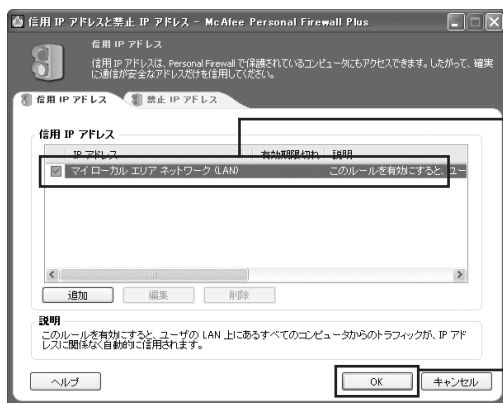 信用 IP アドレスと禁止 IP アドレス - McAfee Personal Firewall Plus
信用 IP アドレス
信用 IP アドレスは、Personal Firewall で保護されているコンピュータにもアクセスできます。したがって、確実
に通信が安全なアドレスだけを信用してください。
信用 IP アドレス
禁止 IP アドレス
信用 IP アドレス
IP アドレス 有効期限切れ 説明
マイ ローカル エリア ネットワーク (LAN) このルールを有効にすると、ユー
追加 編集 削除
説明
このルールを有効にすると、ユーザの LAN 上にあるすべてのコンピュータからのトラフィックが、IP アド
レスに関係なく自動的に信用されます。
ヘルプ OK キャンセル